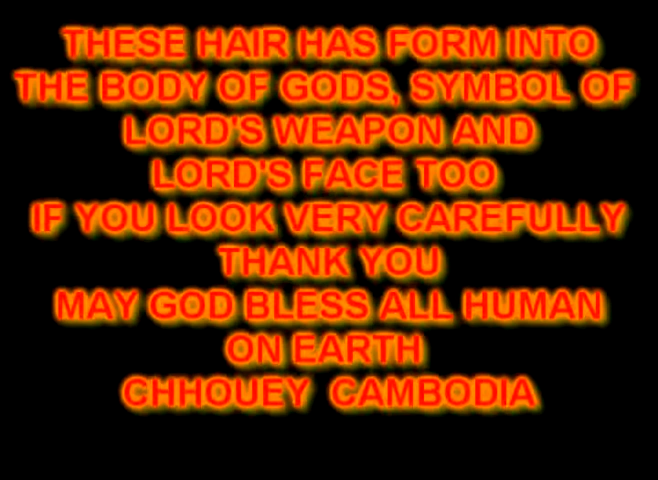 THESE HAIR HAS FORM INTO
THE BODY OF GODS, SYMBOL OF
LORD'S WEAPON AND
LORD'S FACE TOO
IF YOU LOOK VERY CAREFULLY
THANK YOU
MAY GOD BLESS ALL HUMAN
ON EARTH
CHHOUEY CAMBODIA